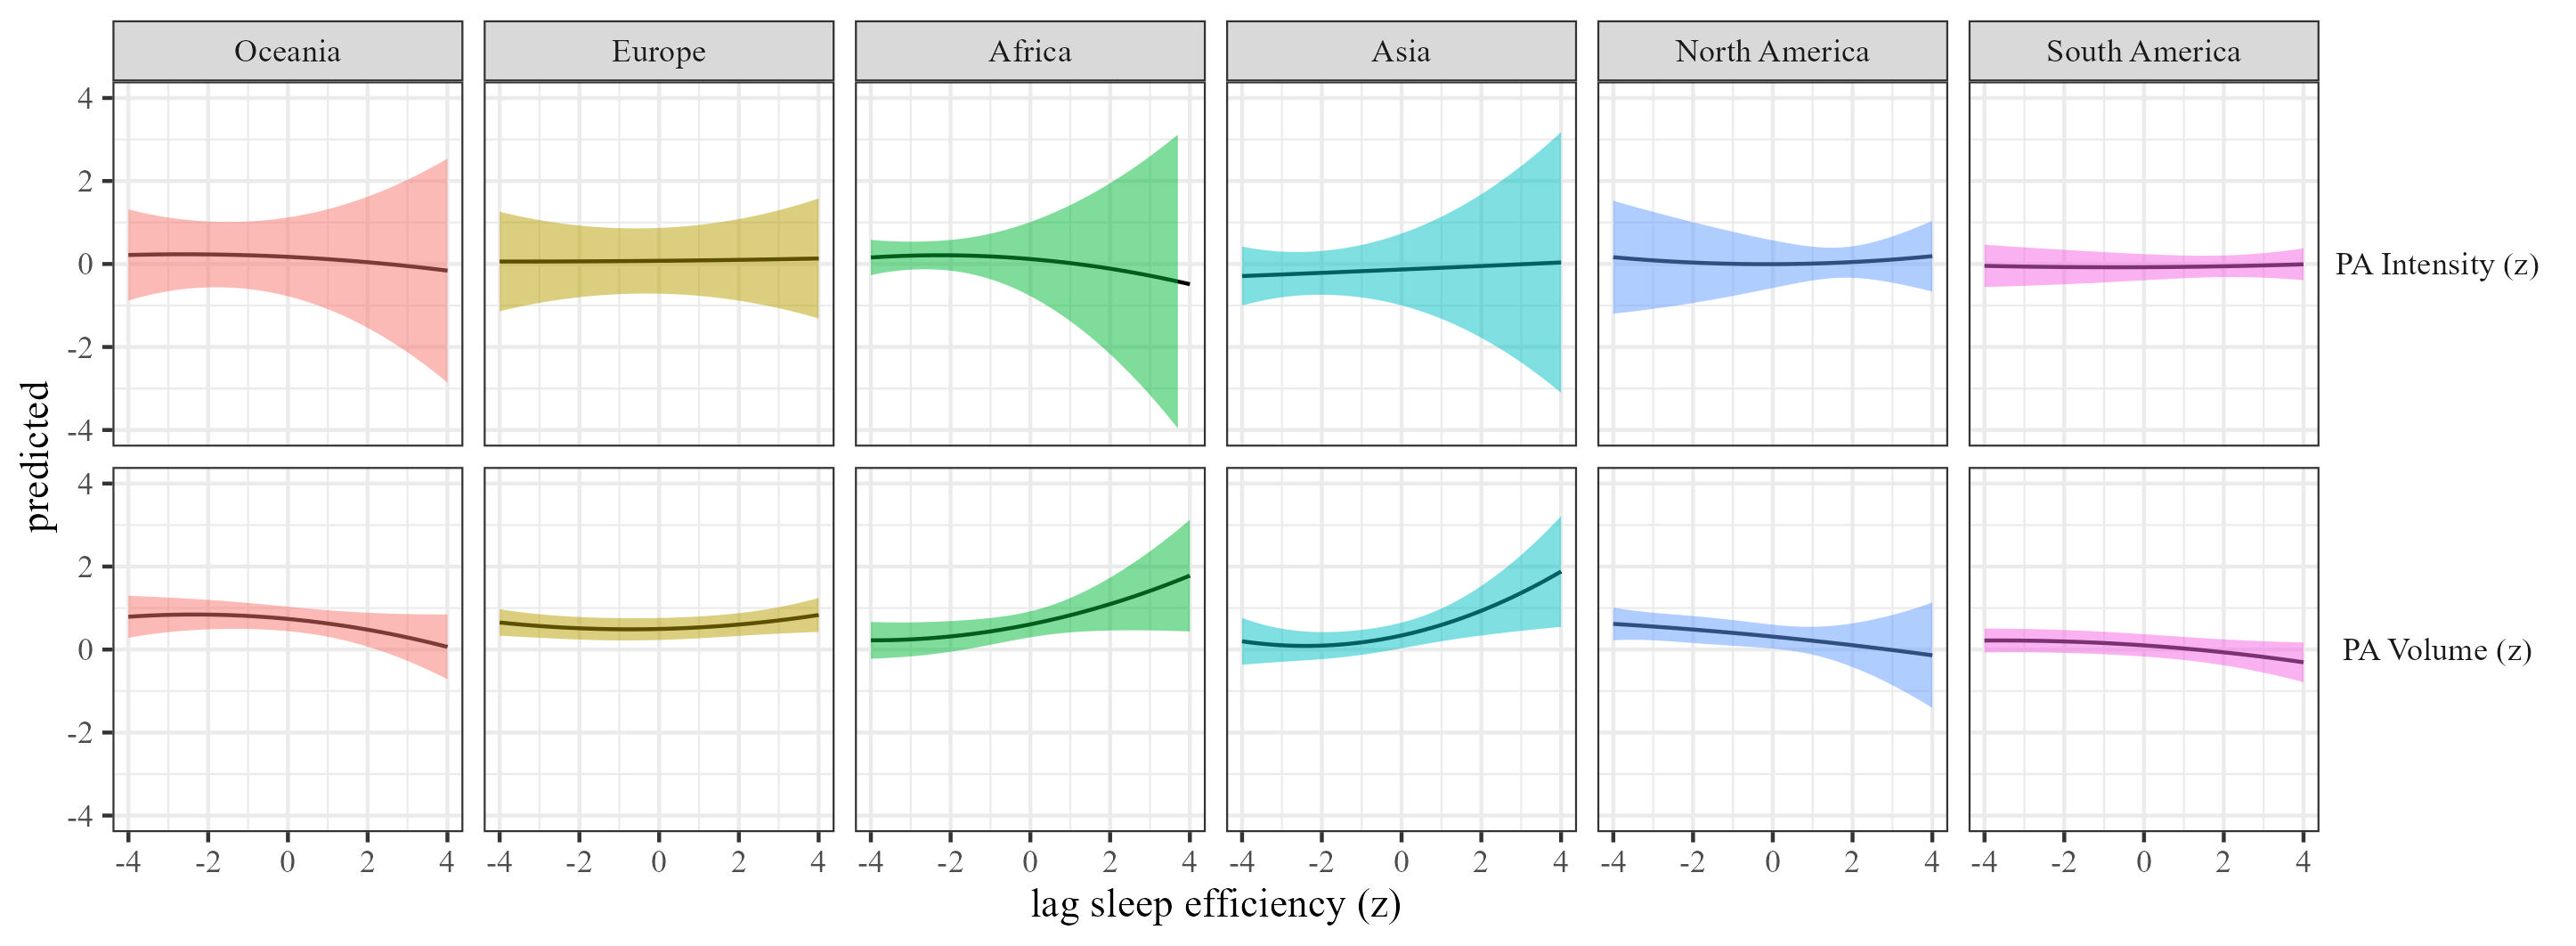 Oceania Europe Africa Asia North America South America
4
2
0
-2
-4
PA Intensity (z)
predicted
4
2
0
-2
-4
PA Volume (z)
-4 -2 0 2 4 -4 -2 0 2 4 -4 -2 0 2 4 -4 -2 0 2 4 -4 -2 0 2 4 -4 -2 0 2 4
lag sleep efficiency (z)